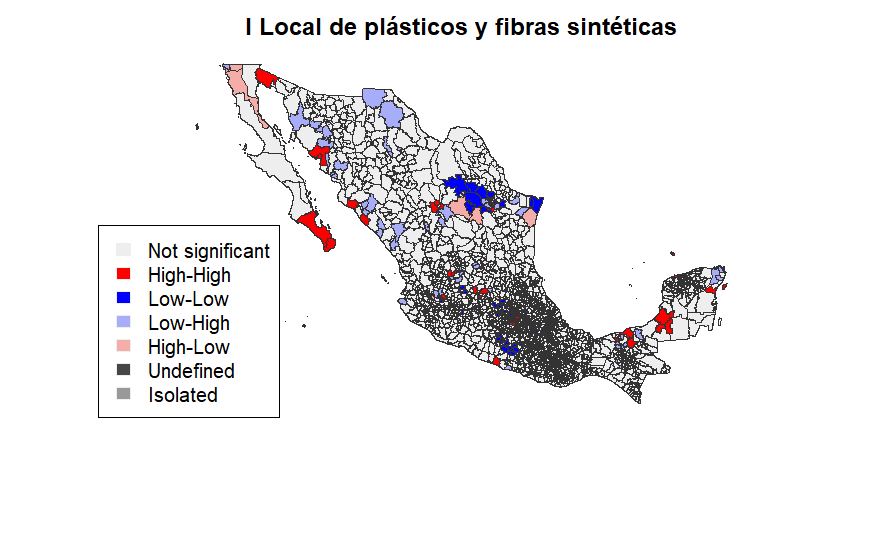 I Local de plásticos y fibras sintéticas
Not significant
High-High
Low-Low
Low-High
High-Low
Undefined
Isolated